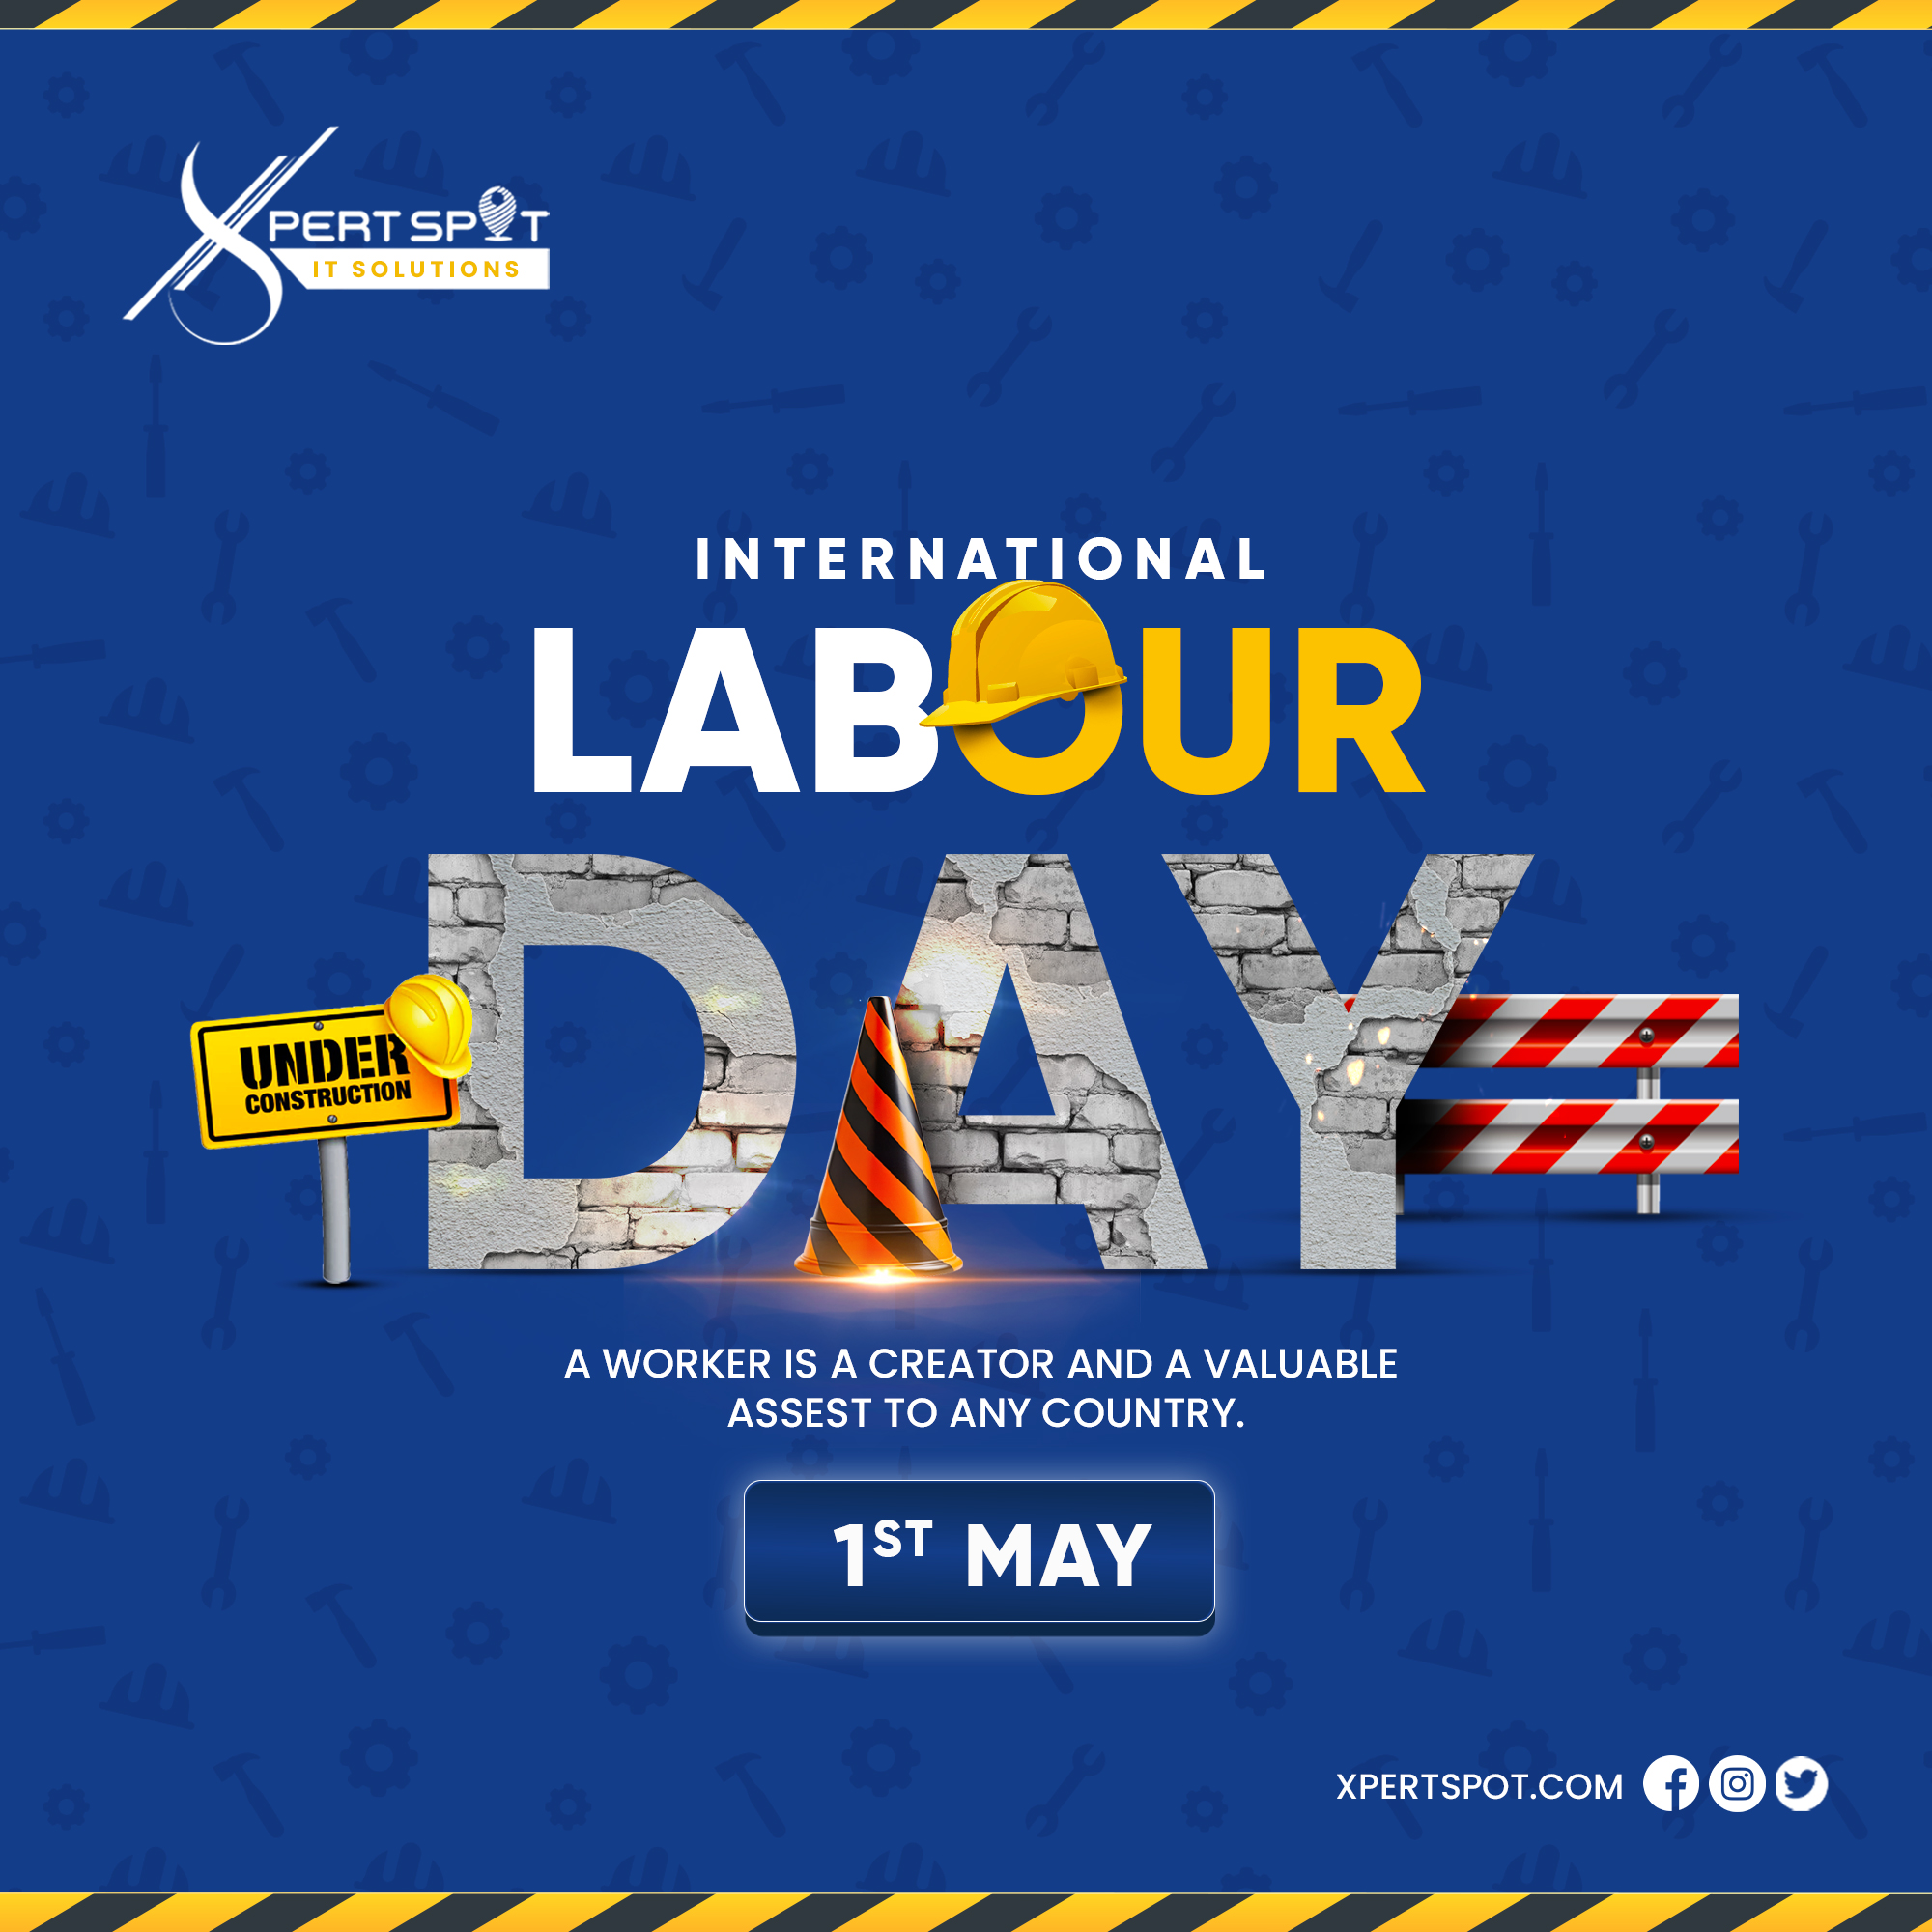 XPERT SPOT
IT SOLUTIONS
INTERNATIONAL
LABOUR
DAY
UNDER
CONSTRUCTION
A WORKER IS A CREATOR AND A VALUABLE
ASSEST TO ANY COUNTRY.
1ST MAY
XPERTSPOT.COM